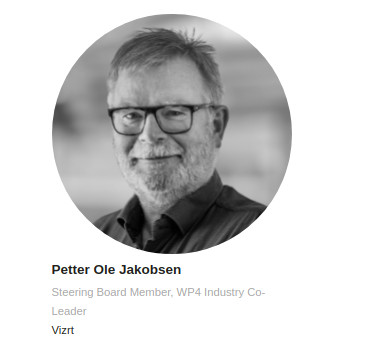 Petter Ole Jakobsen
Steering Board Member, WP4 Industry Co-
Leader
Vizrt